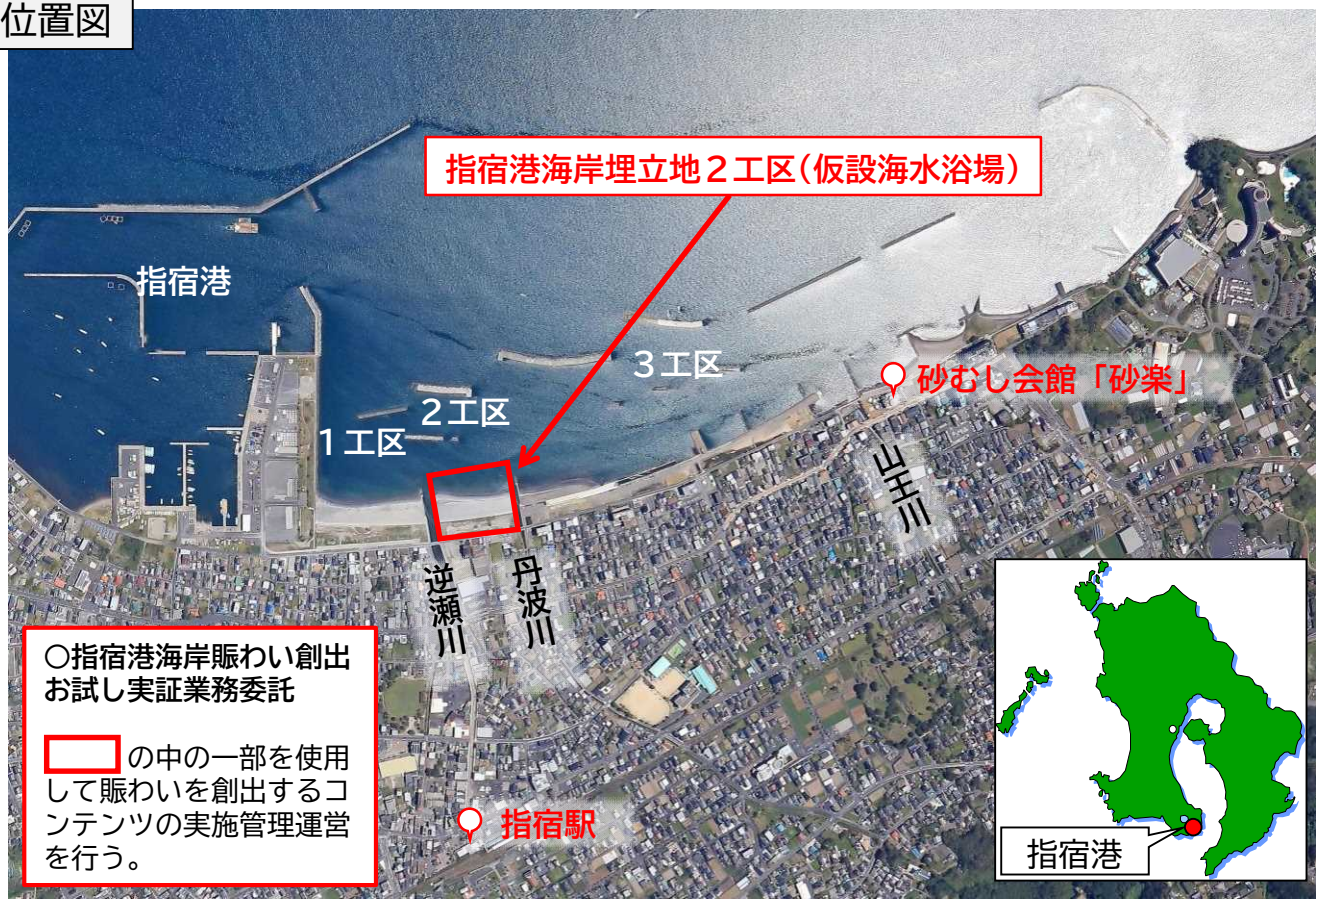 位置図
指宿港海岸埋立地２工区(仮設海水浴場)
指宿港
３工区
砂むし会館「砂楽」
２工区
１工区
山王川
逆瀬川
丹波川
○指宿港海岸賑わい創出
お試し実証業務委託
の中の一部を使用
して賑わいを創出するコ
ンテンツの実施管理運営
を行う。
指宿駅
指宿港